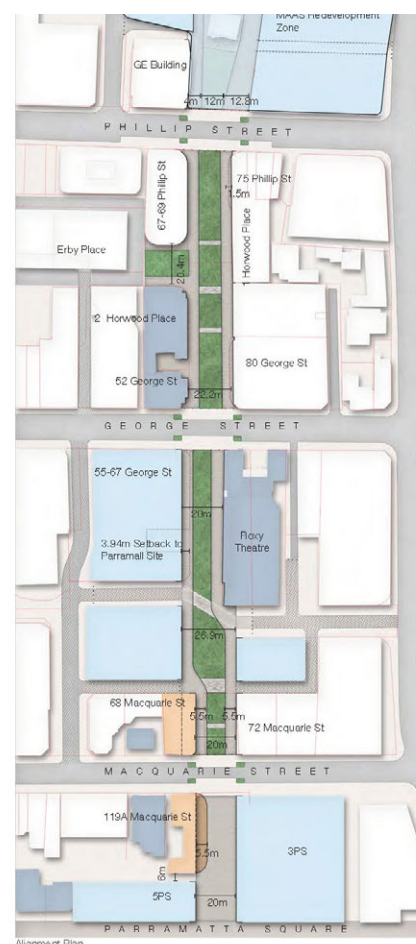 MAAS Redevelopment
Zone
GE Building
4m 12m 12.8m
PHILLIP STREET
67-69 Phillip St
75 Phillip St
1.5m
1 Horwood Place
Erby Place
20.4m
2 Horwood Place
80 George St
52 George St
22.2m
GEORGE STREET
55-67 George St
20m
3.94m Setback to
Parramall Site
Roxy
Theatre
26.9m
68 Macquarie St
5.5m 5.5m
72 Macquarie St
20m
MACQUARIE STREET
119A Macquarie St
5.5m
3PS
6m
5PS
20m
PARRAMATTA SQUARE
Alignment Plan